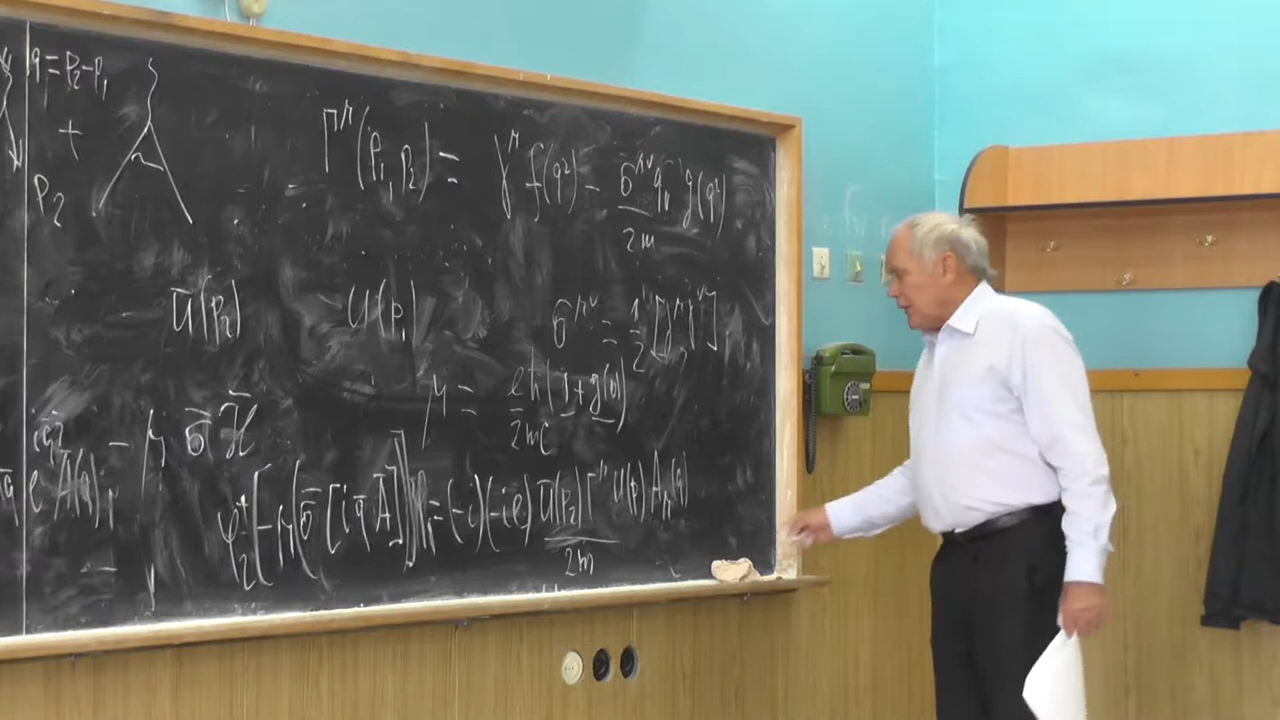 q = p₂ - p₁
+
p₂
Γ^μ(p₁, p₂) = γ^μ f(q²) - σ^{μν} q_ν / 2m g(q²)
ū(p₂) u(p₁)
σ^{μν} = 1/2 [γ^μ γ^ν]
μ = eħ/2mc (1 + g(0))
- μ σ⃗ ℋ⃗
φ₂⁺ [-μ(σ⃗ [i q⃗ A⃗])] φ₁ = (-i)(-ie) ū(p₂) Γ^μ u(p₁) / 2m A_μ(q)